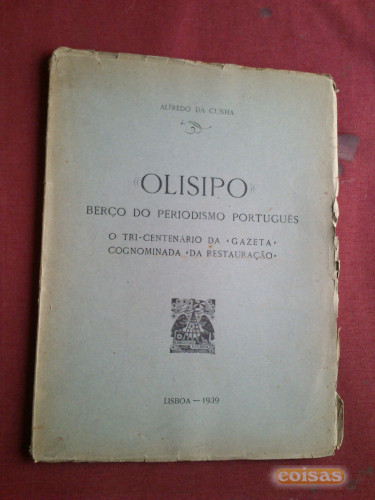 ALFREDO DA CUNHA
«OLISIPO»
BERÇO DO PERIODISMO PORTUGUÊS
O TRI-CENTENÁRIO DA «GAZETA»
COGNOMINADA «DA RESTAURAÇÃO»
LISBOA — 1939
coisas